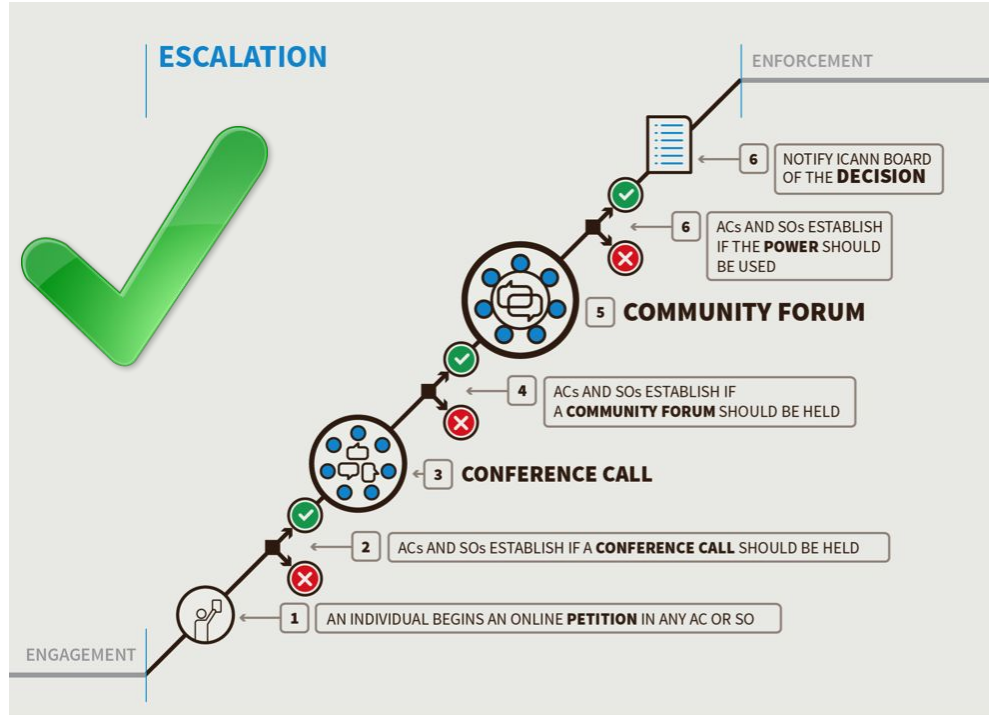 ESCALATION
ENFORCEMENT
6 NOTIFY ICANN BOARD
OF THE DECISION
6 ACs AND SOs ESTABLISH
IF THE POWER SHOULD
BE USED
5 COMMUNITY FORUM
4 ACs AND SOs ESTABLISH IF
A COMMUNITY FORUM SHOULD BE HELD
3 CONFERENCE CALL
2 ACs AND SOs ESTABLISH IF A CONFERENCE CALL SHOULD BE HELD
1 AN INDIVIDUAL BEGINS AN ONLINE PETITION IN ANY AC OR SO
ENGAGEMENT